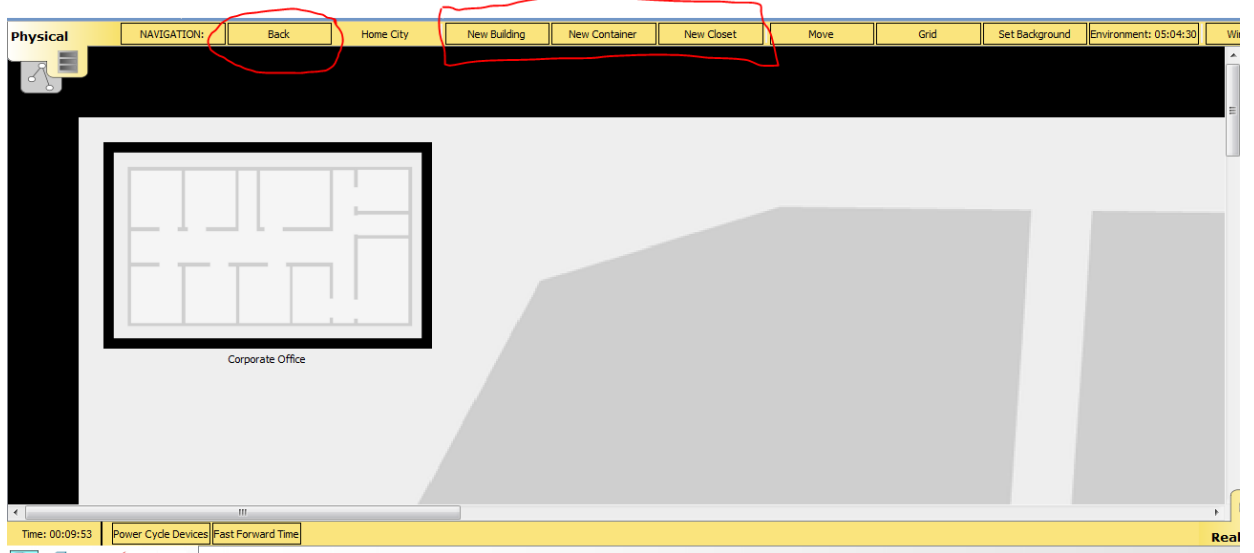 Physical NAVIGATION: Back Home City New Building New Container New Closet Move Grid Set Background Environment: 05:04:30
Corporate Office
Time: 00:09:53 Power Cycle Devices Fast Forward Time